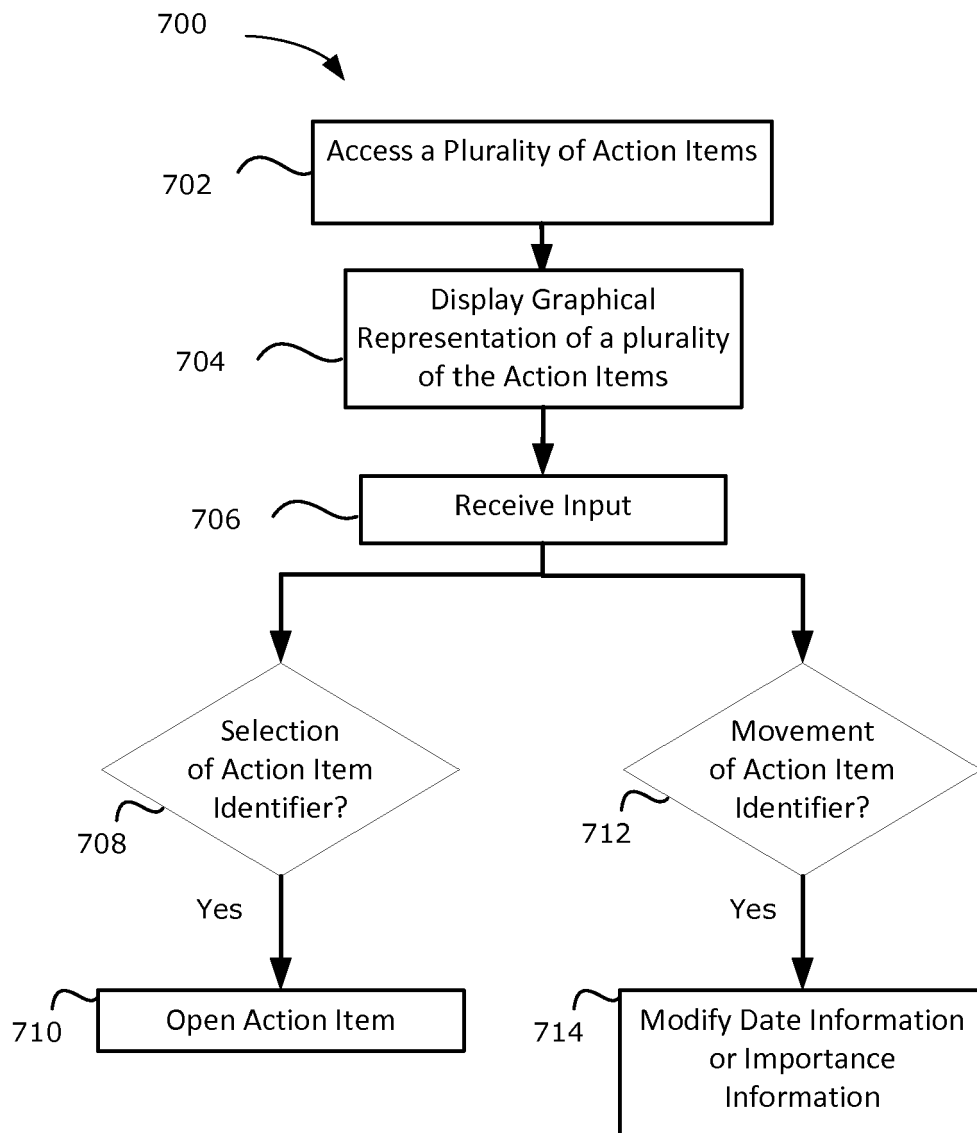 700
Access a Plurality of Action Items
702
Display Graphical
Representation of a plurality
of the Action Items
704
Receive Input
706
Selection
of Action Item
Identifier?
708
Movement
of Action Item
Identifier?
712
Yes
Yes
Open Action Item
710
Modify Date Information
or Importance
Information
714